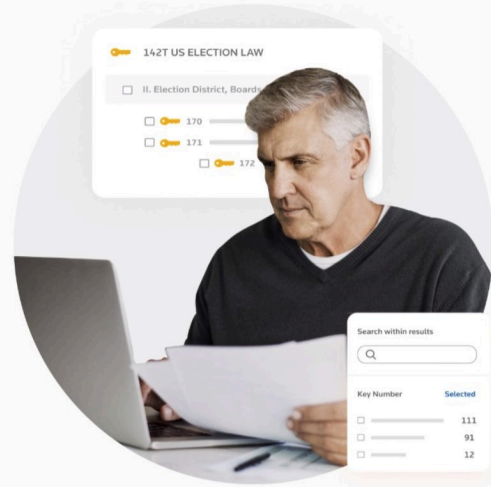 142T US ELECTION LAW
II. Election District, Boards
170
171
172
Search within results
Key Number Selected
111
91
12